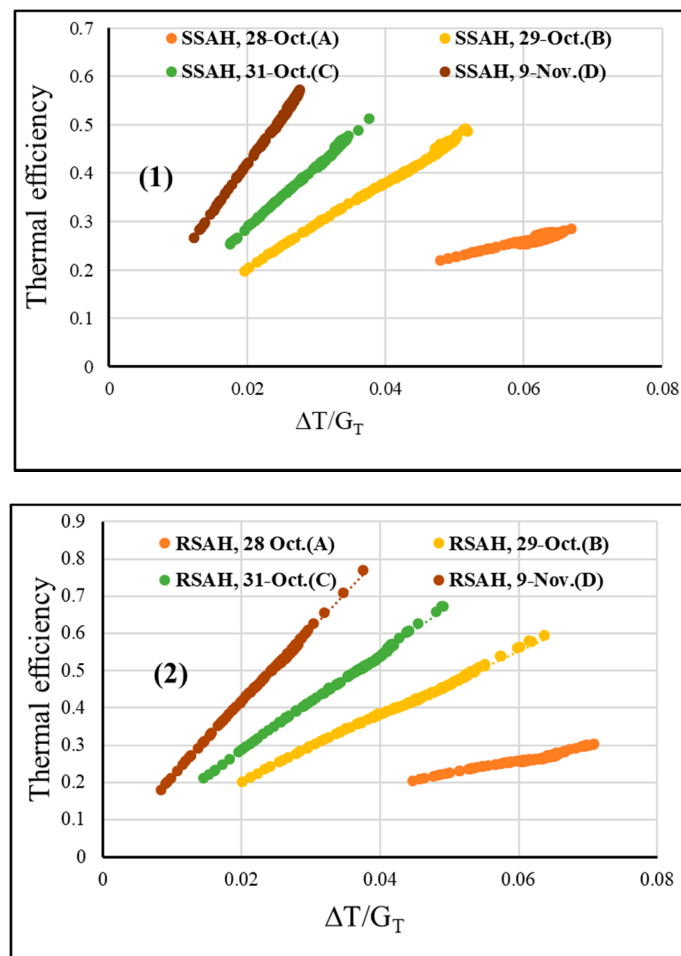 SSAH, 28-Oct.(A) SSAH, 29-Oct.(B)
SSAH, 31-Oct.(C) SSAH, 9-Nov.(D)
(1)
Thermal efficiency
0.7
0.6
0.5
0.4
0.3
0.2
0.1
0
0 0.02 0.04 0.06 0.08
ΔT/G_T
RSAH, 28 Oct.(A) RSAH, 29-Oct.(B)
RSAH, 31-Oct.(C) RSAH, 9-Nov.(D)
(2)
Thermal efficiency
0.9
0.8
0.7
0.6
0.5
0.4
0.3
0.2
0.1
0
0 0.02 0.04 0.06 0.08
ΔT/G_T